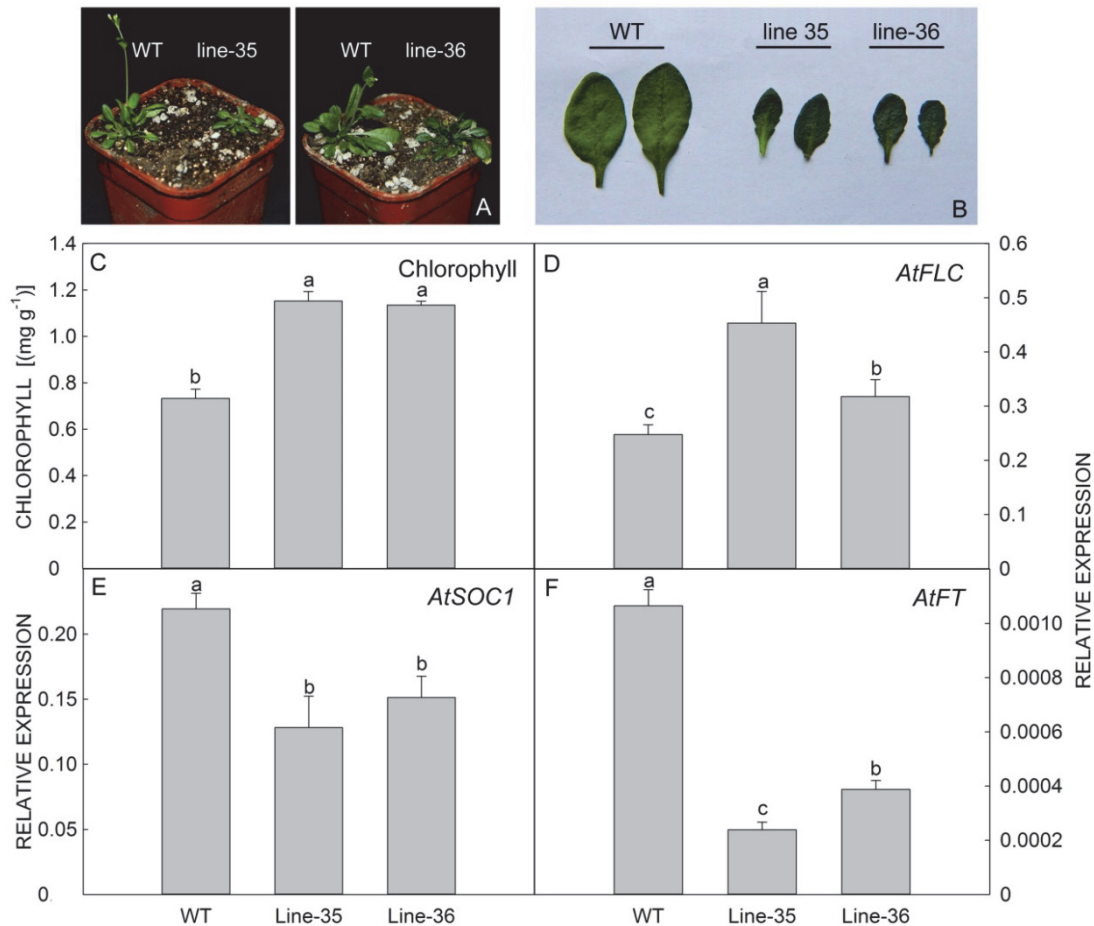 WT line-35
WT line-36
A
WT line 35 line-36
B
C Chlorophyll
CHLOROPHYLL [(mg g⁻¹)]
1.4
1.2
1.0
0.8
0.6
0.4
0.2
0
b a a
D AtFLC
RELATIVE EXPRESSION
0.6
0.5
0.4
0.3
0.2
0.1
0
c a b
E AtSOC1
RELATIVE EXPRESSION
0.20
0.15
0.10
0.05
0
a b b
WT Line-35 Line-36
F AtFT
0.0010
0.0008
0.0006
0.0004
0.0002
0
a c b
WT Line-35 Line-36